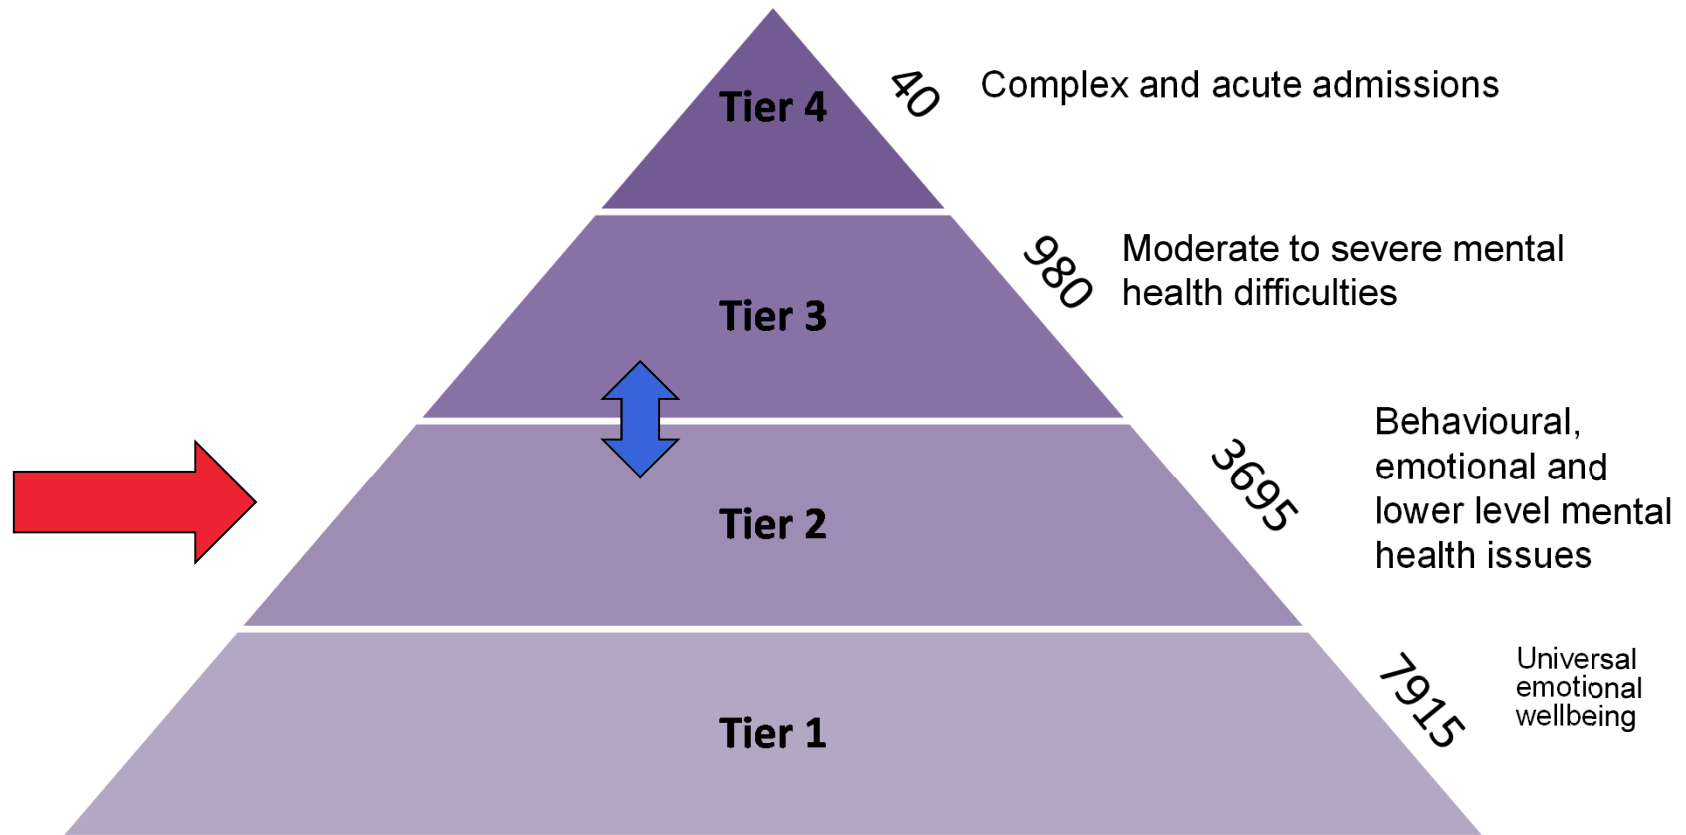 Tier 4
40
Complex and acute admissions
Tier 3
980
Moderate to severe mental
health difficulties
Tier 2
3695
Behavioural,
emotional and
lower level mental
health issues
Tier 1
7915
Universal
emotional
wellbeing